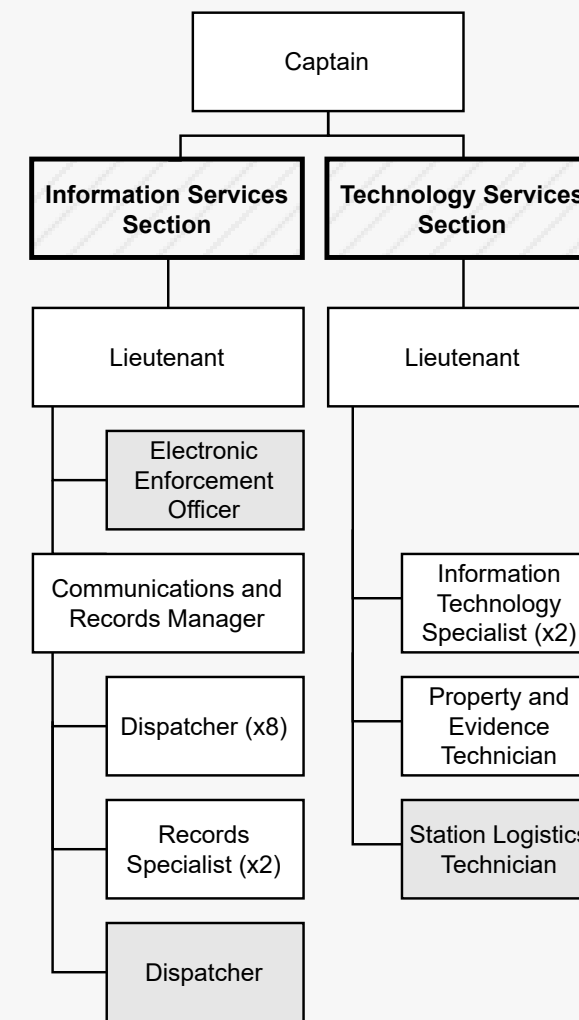 Captain
Information Services
Section
Technology Services
Section
Lieutenant
Lieutenant
Electronic
Enforcement
Officer
Communications and
Records Manager
Information
Technology
Specialist (x2)
Dispatcher (x8)
Property and
Evidence
Technician
Records
Specialist (x2)
Station Logistics
Technician
Dispatcher